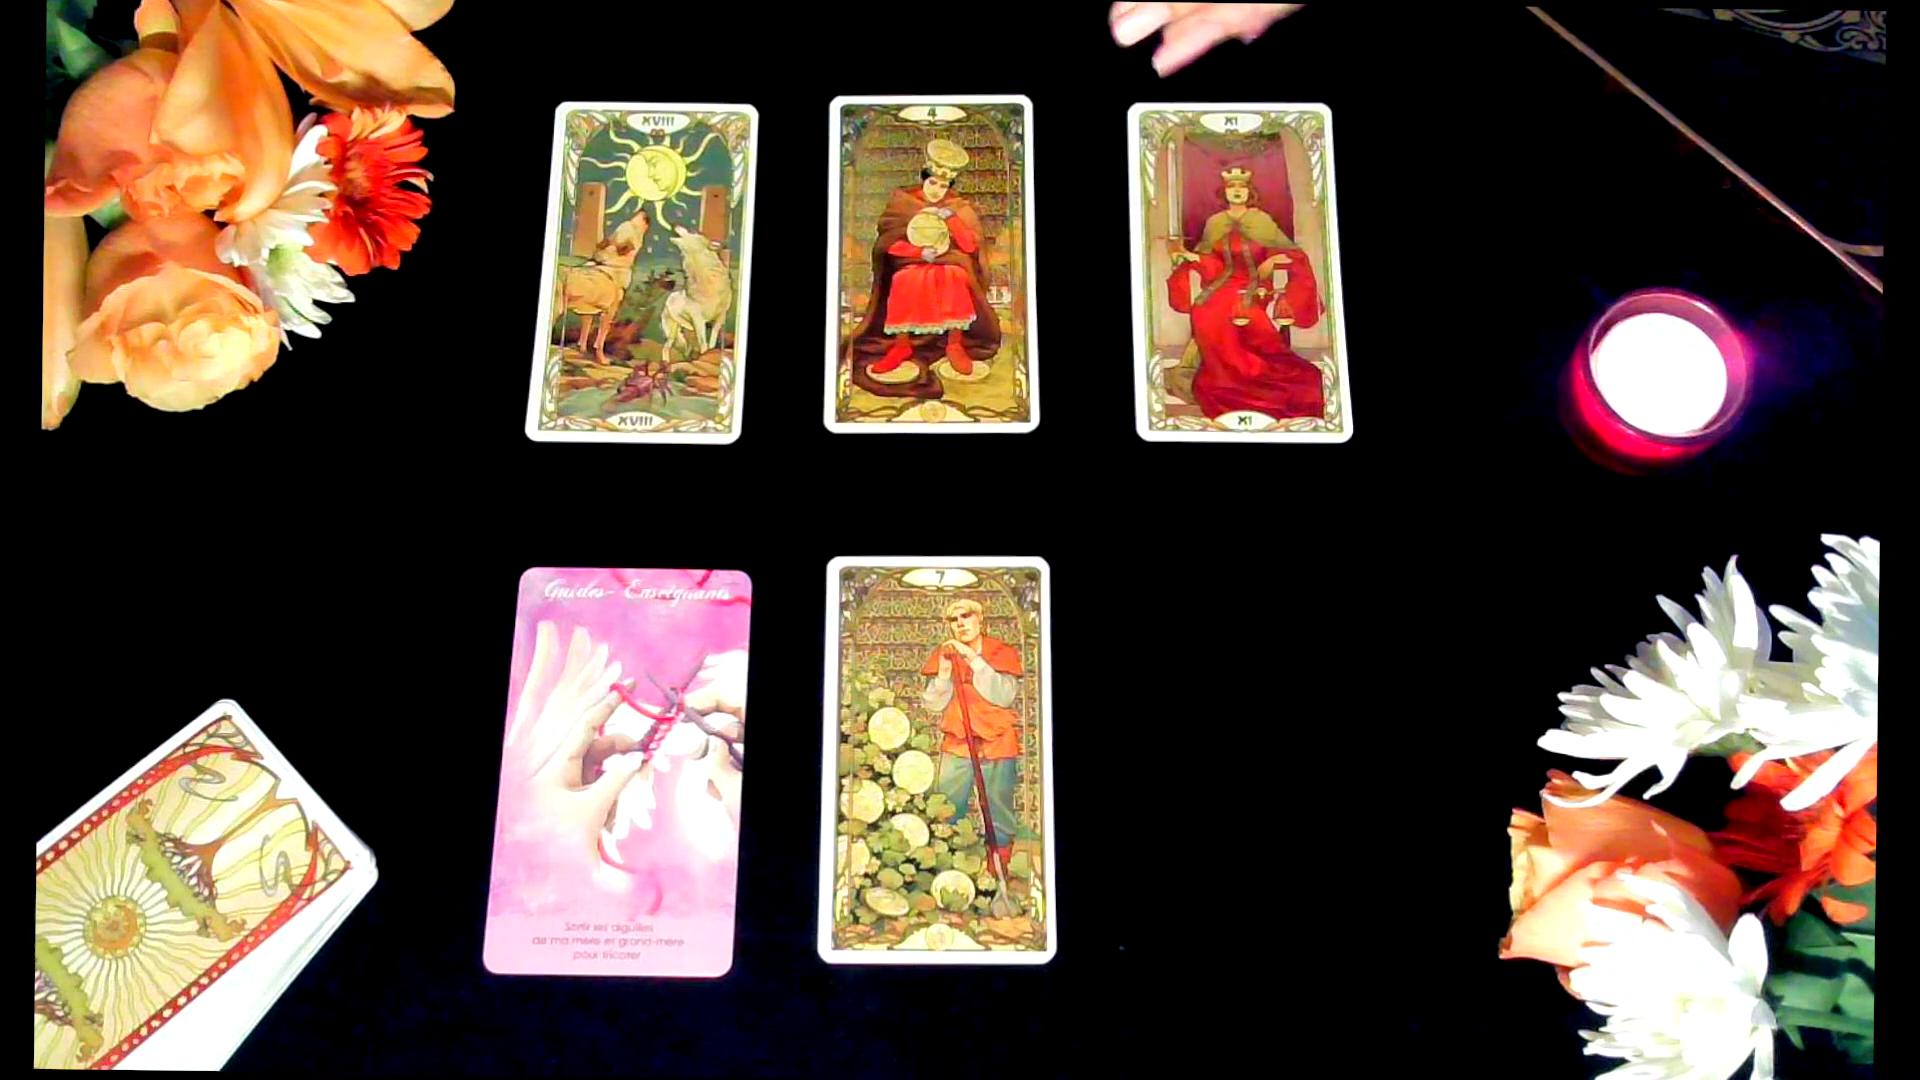 XVIII
XVIII
4
XI
XI
Guides- Enseignants
Sortir les aiguilles
de ma mère et grand-mère
pour tricoter
7